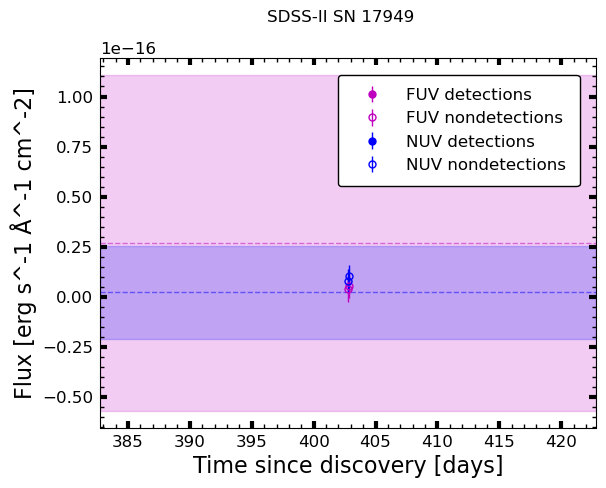 SDSS-II SN 17949
1e−16
FUV detections
FUV nondetections
NUV detections
NUV nondetections
1.00
0.75
0.50
0.25
0.00
−0.25
−0.50
Flux [erg s^-1 Å^-1 cm^-2]
385 390 395 400 405 410 415 420
Time since discovery [days]